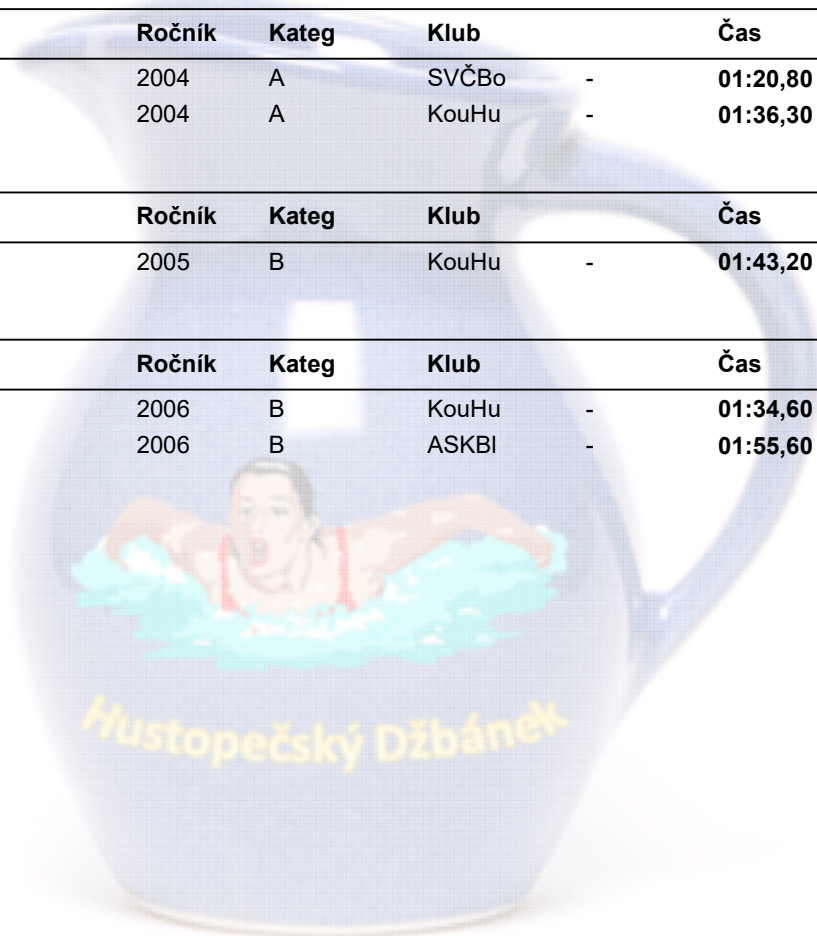 Ročník Kateg Klub Čas
2004 A SVČBo - 01:20,80
2004 A KouHu - 01:36,30
Ročník Kateg Klub Čas
2005 B KouHu - 01:43,20
Ročník Kateg Klub Čas
2006 B KouHu - 01:34,60
2006 B ASKBl - 01:55,60
Hustopečský Džbánek